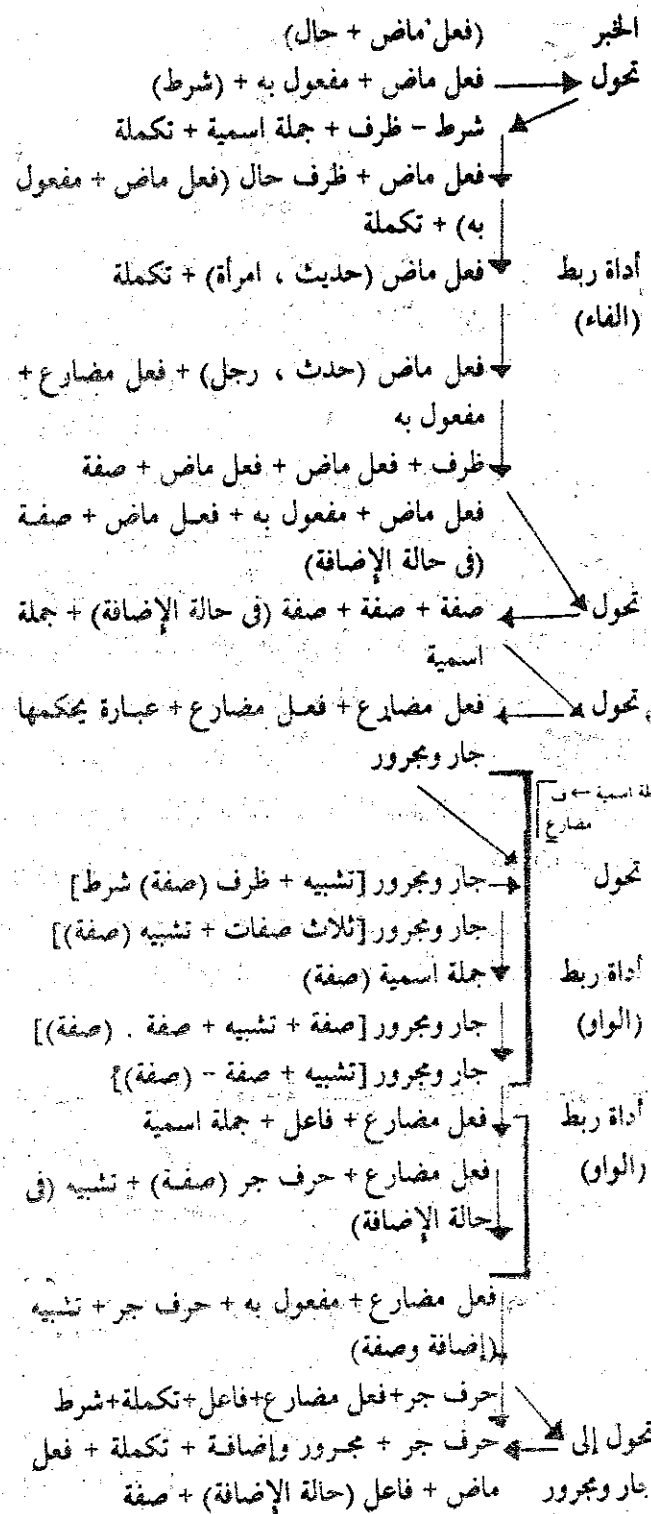 الخبر (فعل ماض + حال)
تحول فعل ماض + مفعول به + (شرط)
شرط - ظرف + جملة اسمية + تكملة
فعل ماض + ظرف حال (فعل ماض + مفعول
به) + تكملة
أداة ربط فعل ماض (حديث ، امرأة) + تكملة
(الفاء)
فعل ماض (حدث ، رجل) + فعل مضارع +
مفعول به
ظرف + فعل ماض + فعل ماض + صفة
فعل ماض + مفعول به + فعل ماض + صفة
(فى حالة الإضافة)
تحول صفة + صفة + صفة (فى حالة الإضافة) + جملة
اسمية
تحول فعل مضارع + فعل مضارع + عبارة يحكمها
جار ومجرور
اسمية ← ف
مضارع
تحول جار ومجرور [تشبيه + ظرف (صفة) شرط]
جار ومجرور [ثلاث صفات + تشبيه (صفة)]
أداة ربط جملة اسمية (صفة)
(الواو) جار ومجرور [صفة + تشبيه + صفة . (صفة)]
جار ومجرور [تشبيه + صفة - (صفة)]
أداة ربط فعل مضارع + فاعل + جملة اسمية
(الواو) فعل مضارع + حرف جر (صفة) + تشبيه (فى
حالة الإضافة)
فعل مضارع + مفعول به + حرف جر + تشبيه
(إضافة وصفة)
حرف جر+فعل مضارع+فاعل+تكملة+شرط
تحول إلى حرف جر + مجرور وإضافة + تكملة + فعل
جار ومجرور ماض + فاعل (حالة الإضافة) + صفة